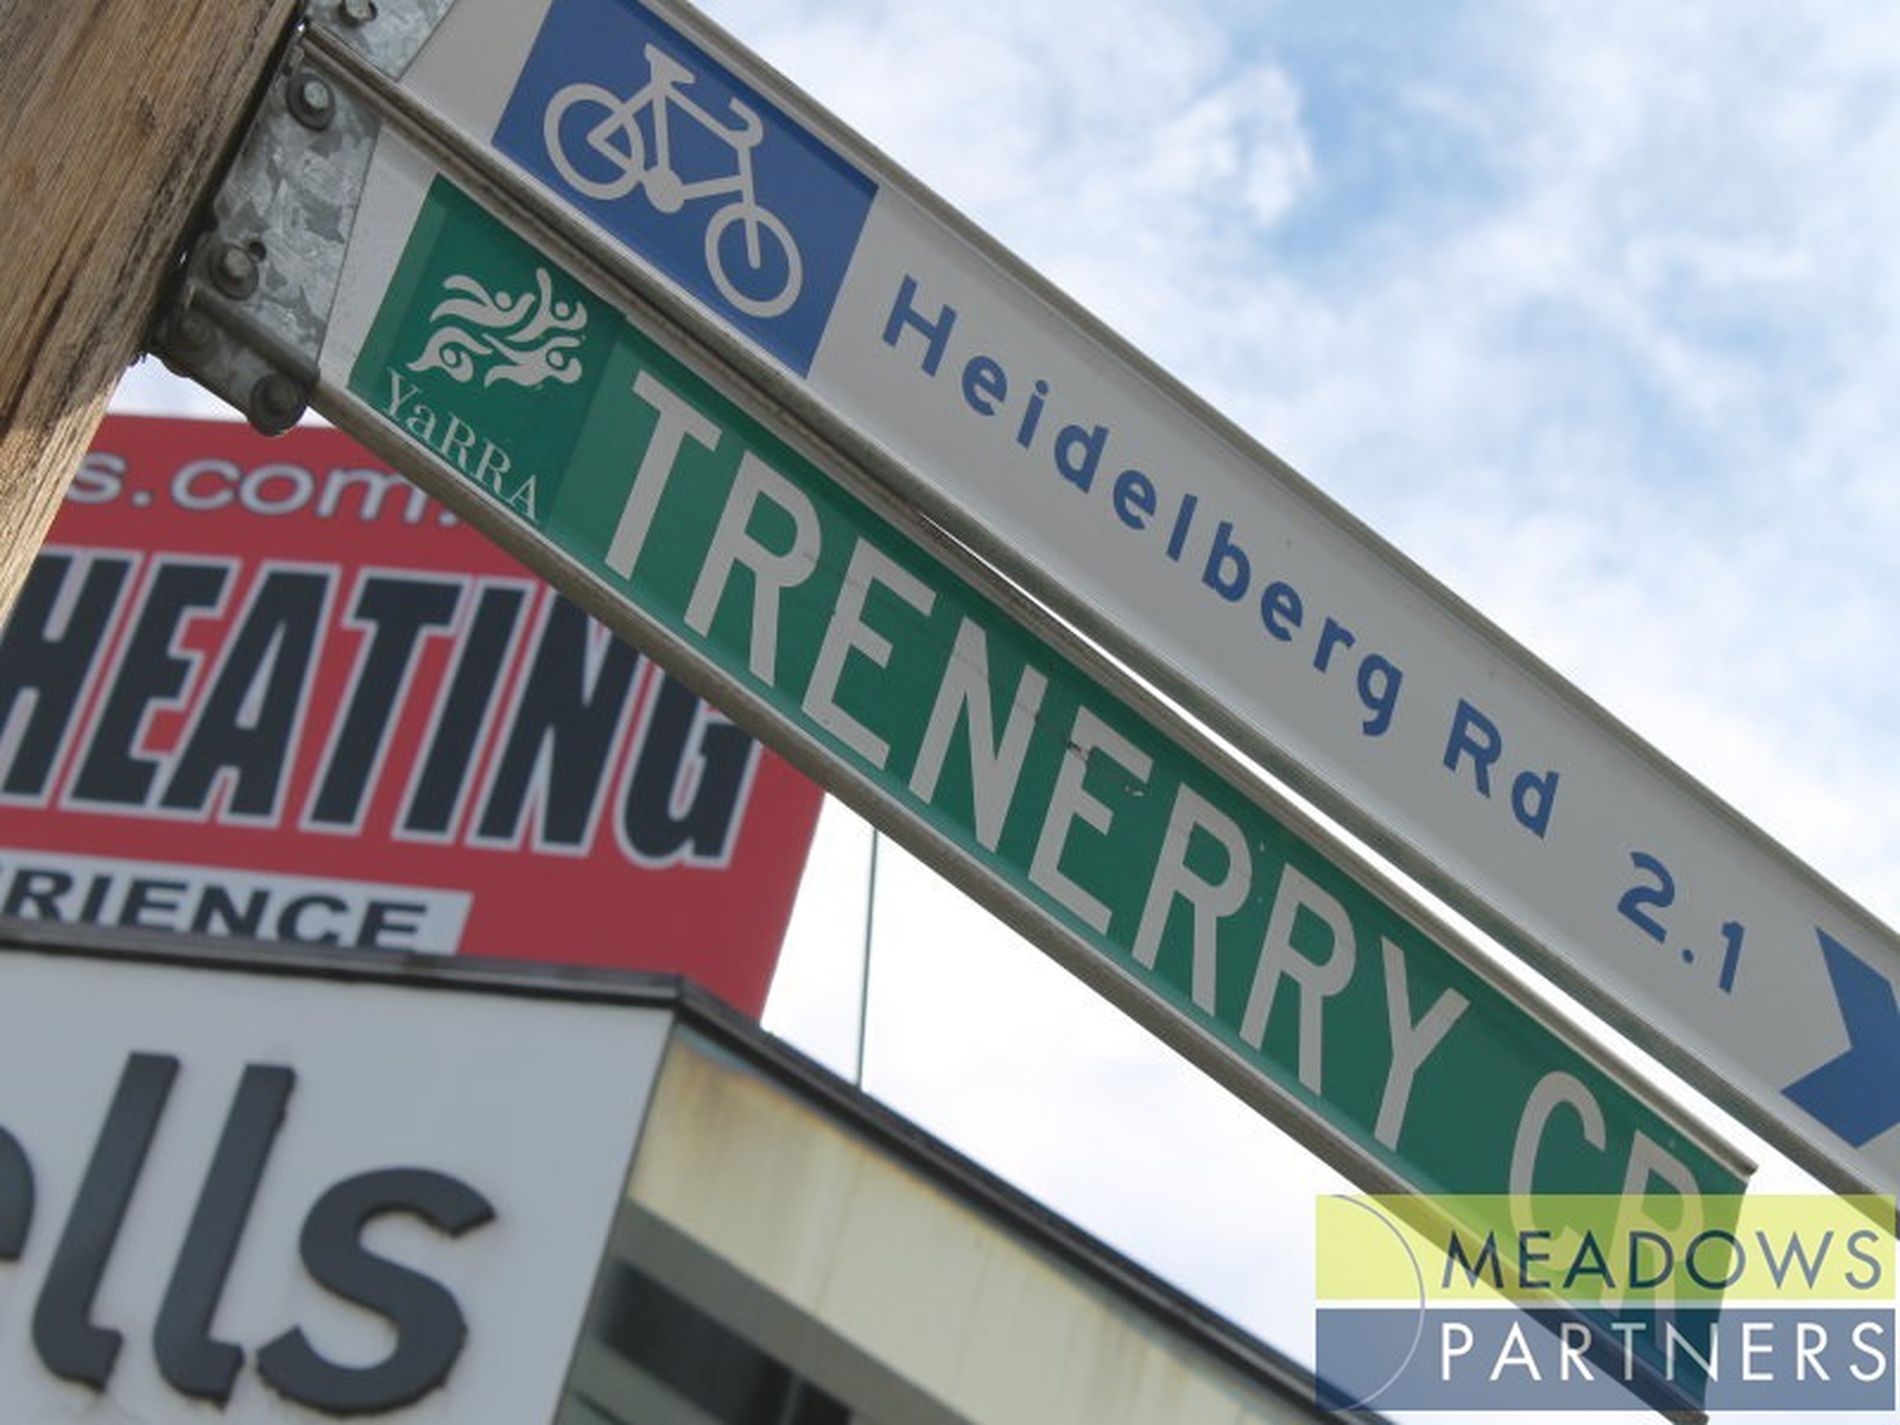 Heidelberg Rd 2.1
YaRRA
TRENERRY CR
s.com.
HEATING
RIENCE
ells
MEADOWS
PARTNERS